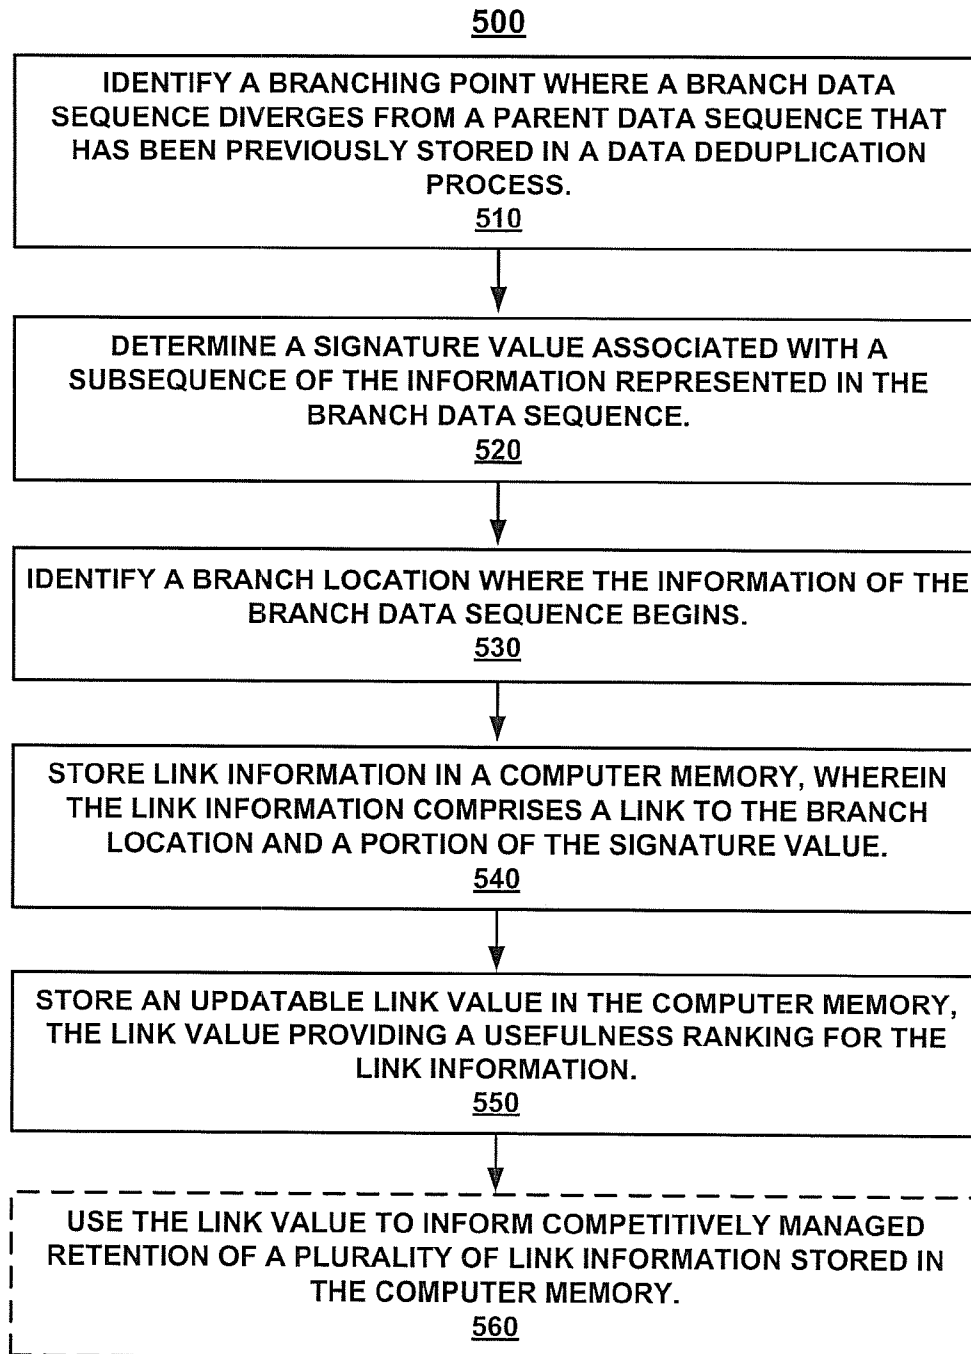 500
IDENTIFY A BRANCHING POINT WHERE A BRANCH DATA
SEQUENCE DIVERGES FROM A PARENT DATA SEQUENCE THAT
HAS BEEN PREVIOUSLY STORED IN A DATA DEDUPLICATION
PROCESS.
510
DETERMINE A SIGNATURE VALUE ASSOCIATED WITH A
SUBSEQUENCE OF THE INFORMATION REPRESENTED IN THE
BRANCH DATA SEQUENCE.
520
IDENTIFY A BRANCH LOCATION WHERE THE INFORMATION OF THE
BRANCH DATA SEQUENCE BEGINS.
530
STORE LINK INFORMATION IN A COMPUTER MEMORY, WHEREIN
THE LINK INFORMATION COMPRISES A LINK TO THE BRANCH
LOCATION AND A PORTION OF THE SIGNATURE VALUE.
540
STORE AN UPDATABLE LINK VALUE IN THE COMPUTER MEMORY,
THE LINK VALUE PROVIDING A USEFULNESS RANKING FOR THE
LINK INFORMATION.
550
USE THE LINK VALUE TO INFORM COMPETITIVELY MANAGED
RETENTION OF A PLURALITY OF LINK INFORMATION STORED IN
THE COMPUTER MEMORY.
560